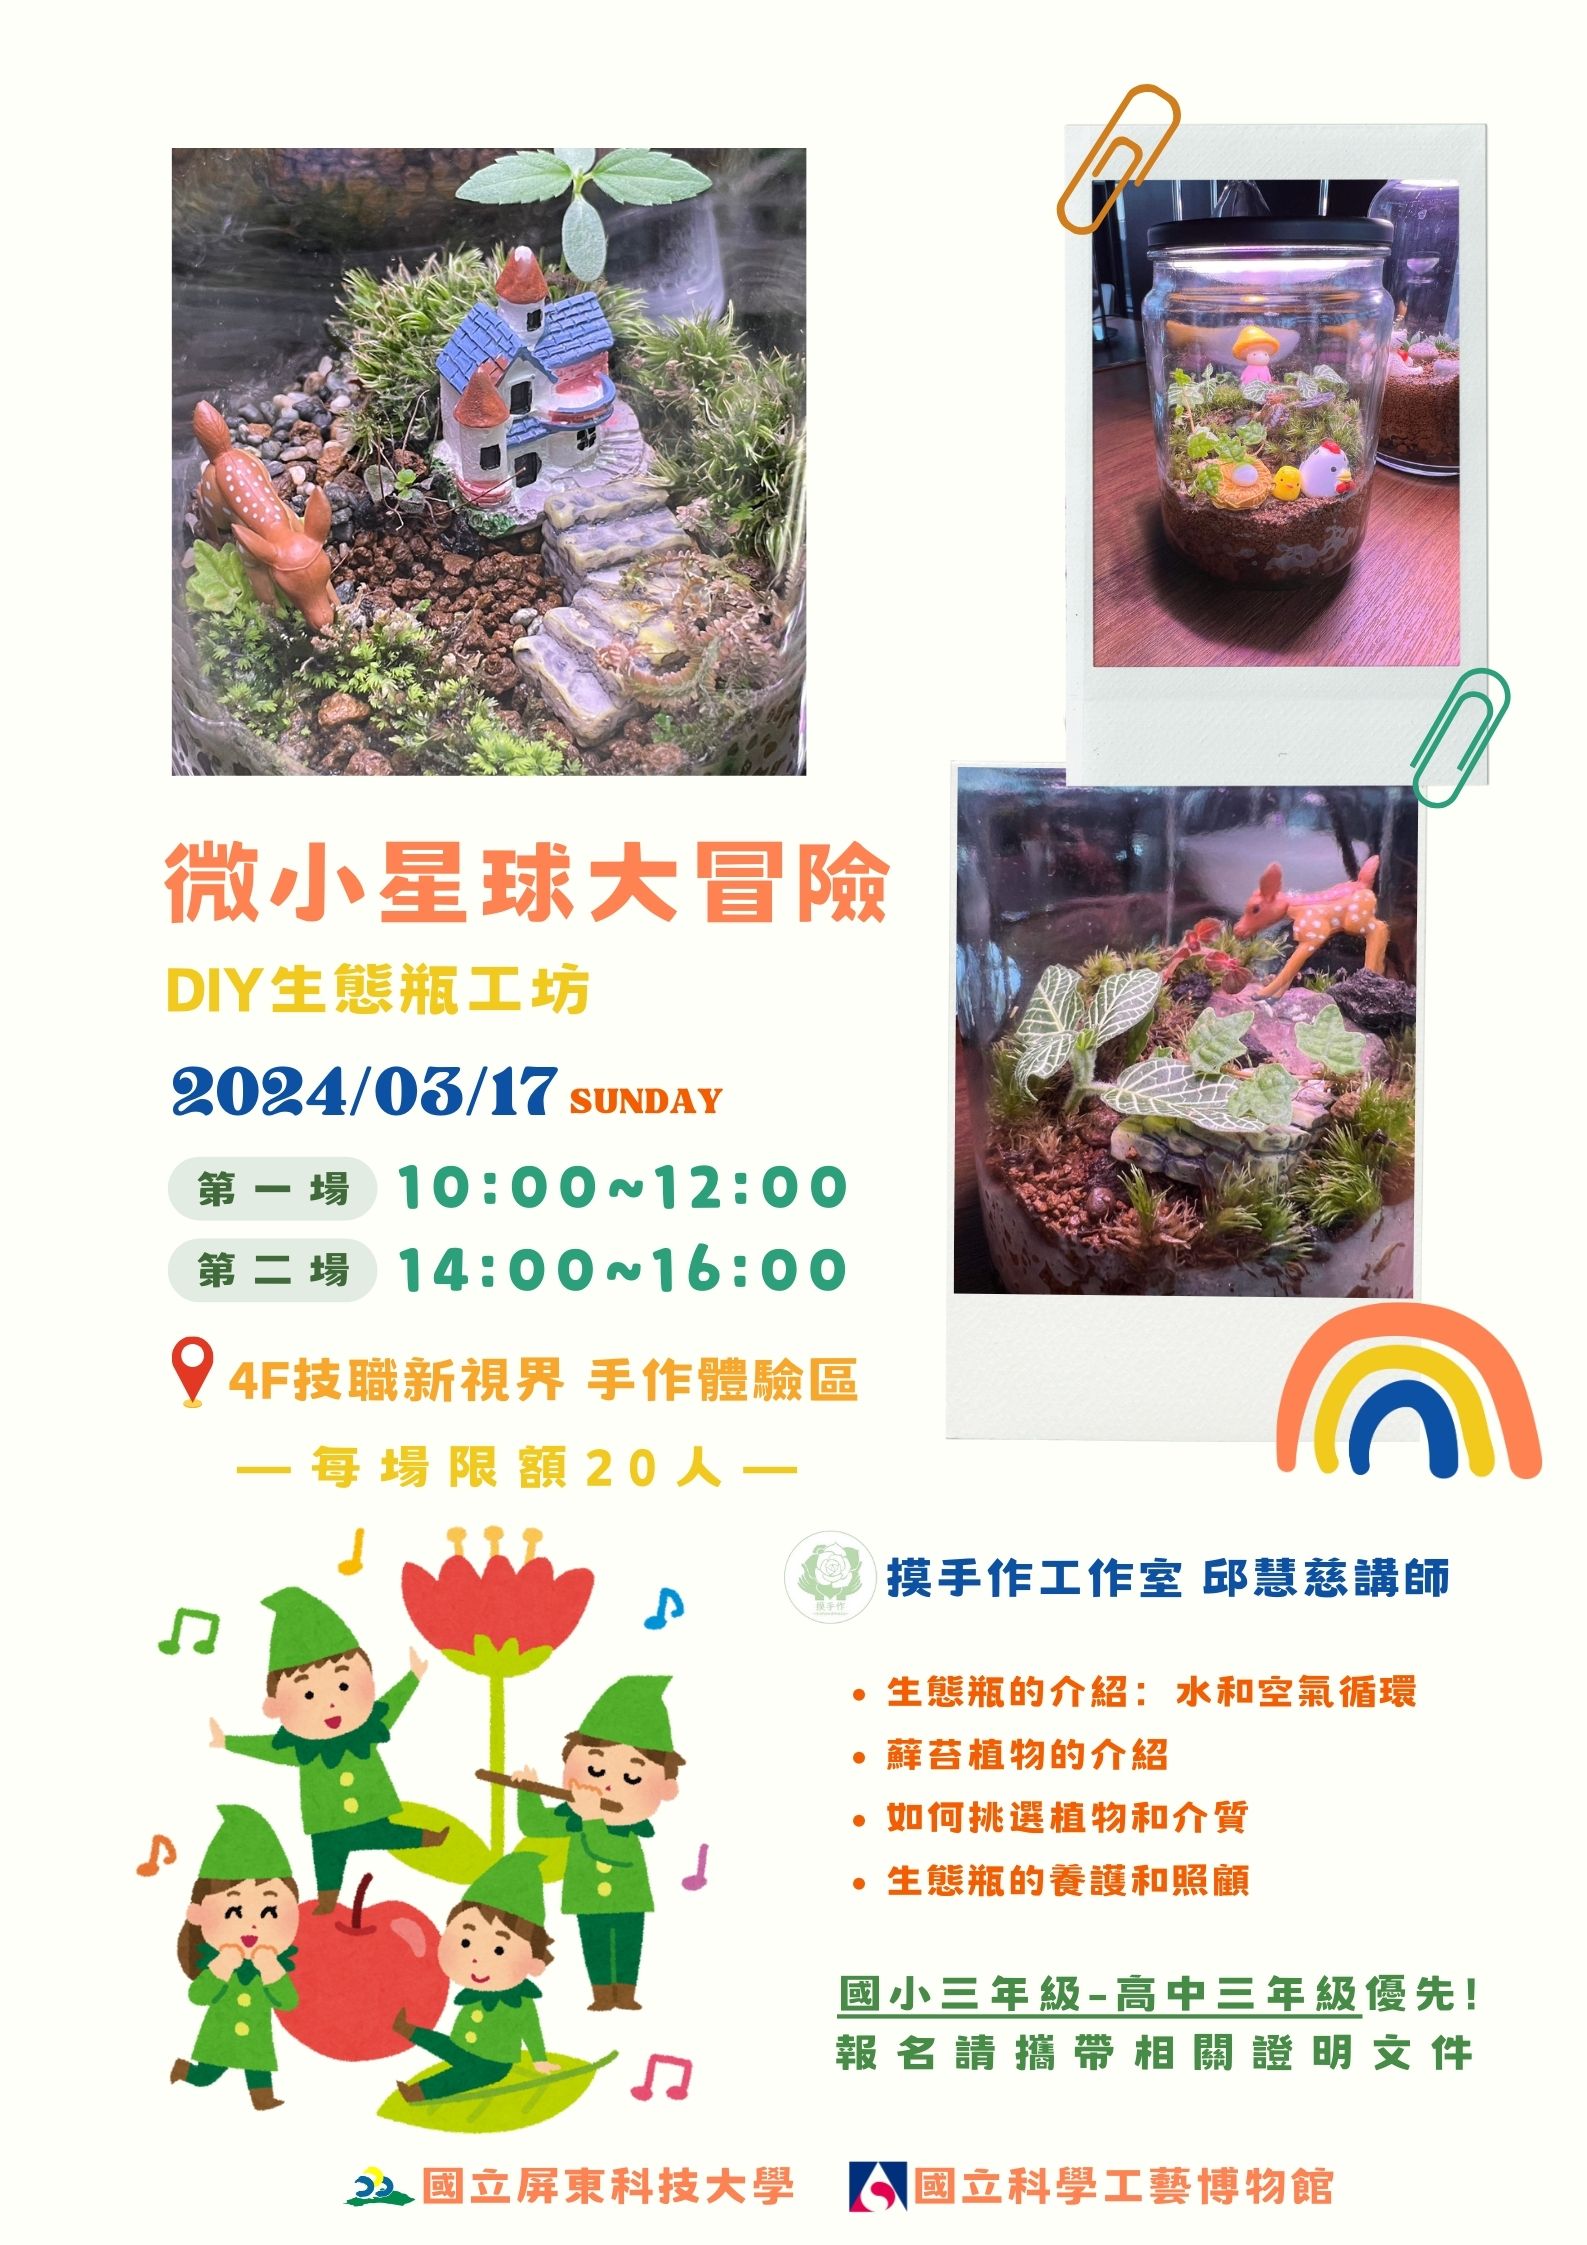 微小星球大冒險
DIY生態瓶工坊
2024/03/17 SUNDAY
第一場 10:00~12:00
第二場 14:00~16:00
4F技職新視界 手作體驗區
—每場限額20人—
摸手作
摸手作工作室 邱慧慈講師
• 生態瓶的介紹：水和空氣循環
• 蘚苔植物的介紹
• 如何挑選植物和介質
• 生態瓶的養護和照顧
國小三年級-高中三年級優先!
報名請攜帶相關證明文件
國立屏東科技大學 國立科學工藝博物館